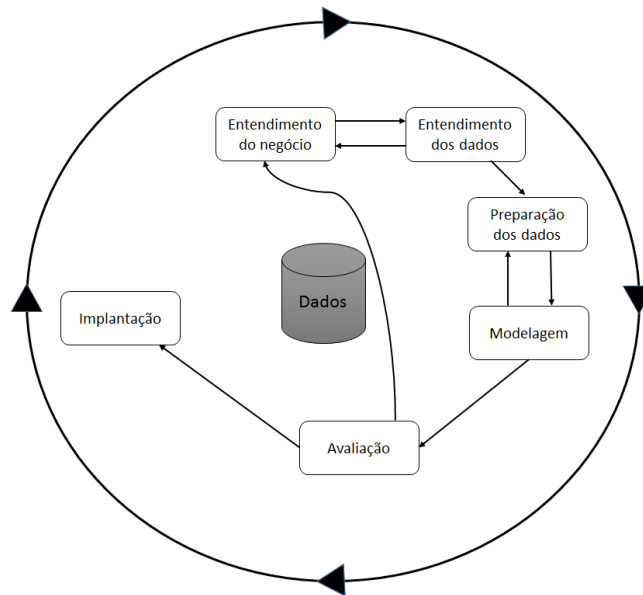 Entendimento
do negócio
Entendimento
dos dados
Preparação
dos dados
Dados
Implantação
Modelagem
Avaliação